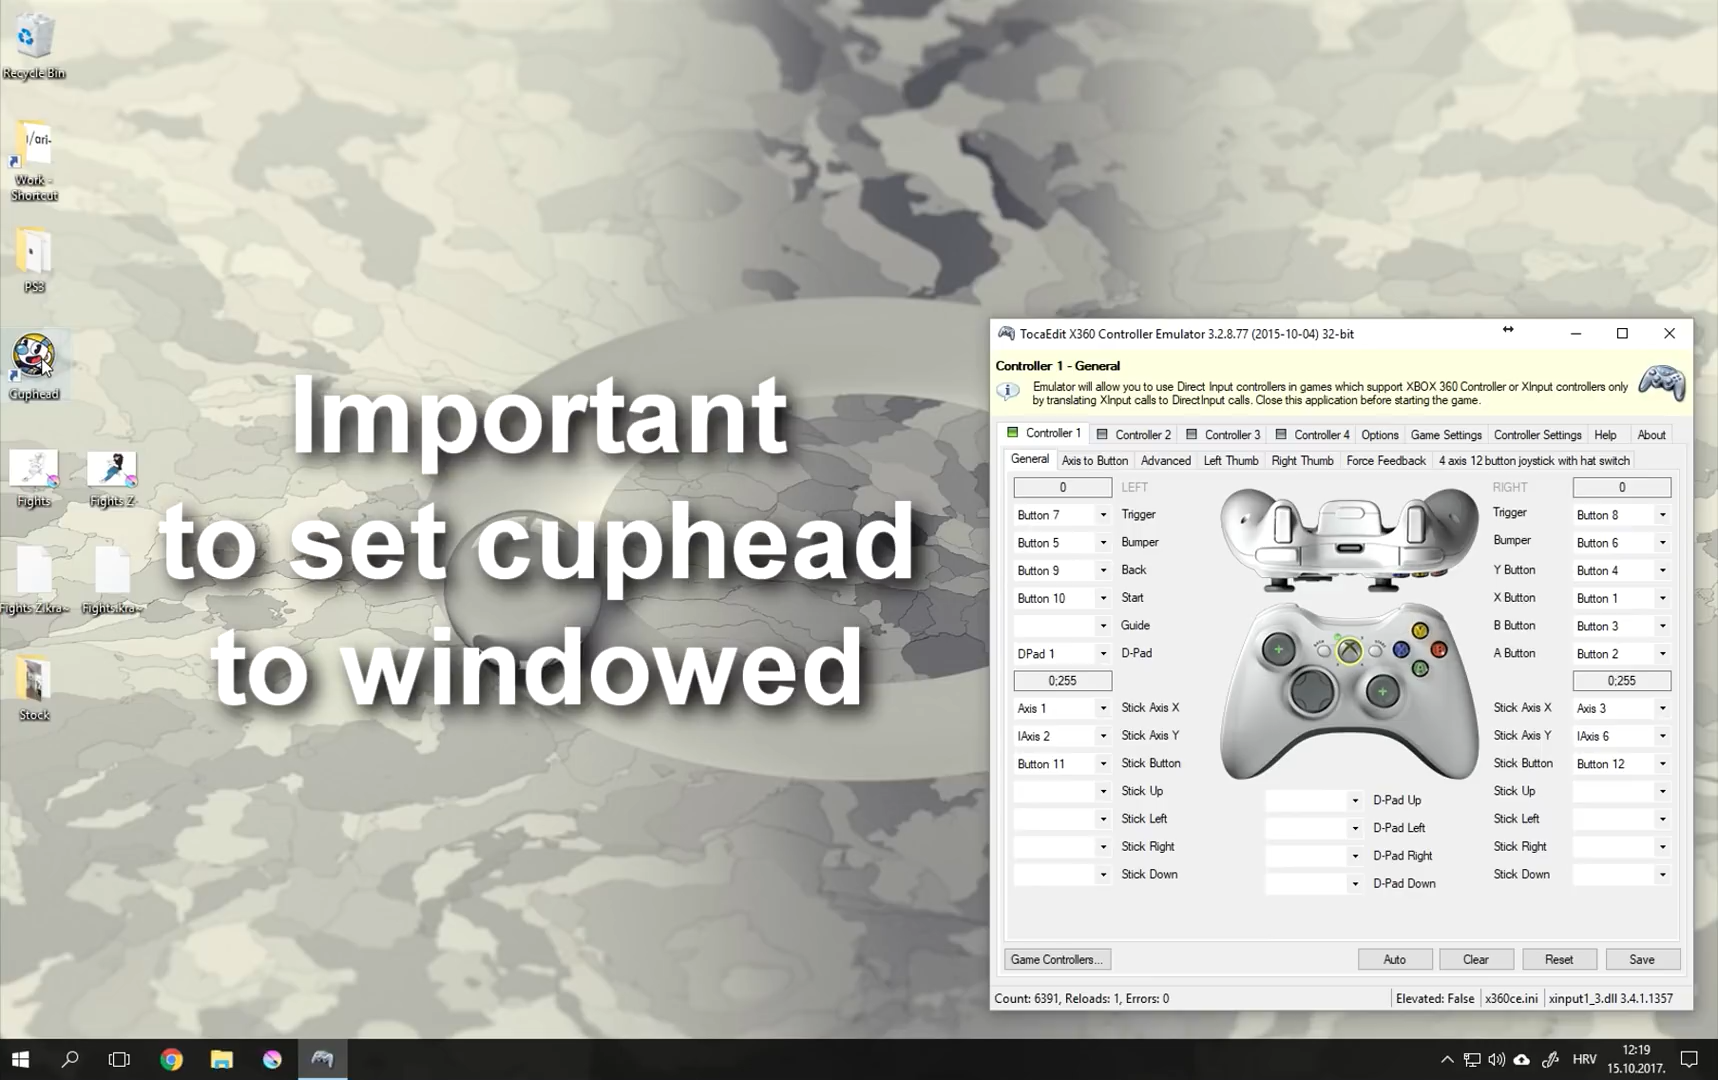 Recycle Bin
\/ari-
Work -
Shortcut
PS3
Cuphead
Fights
Fights Z
Fights Z.kra~
Fights.kra~
Stock
Important
to set cuphead
to windowed
TocaEdit X360 Controller Emulator 3.2.8.77 (2015-10-04) 32-bit
Controller 1 - General
Emulator will allow you to use Direct Input controllers in games which support XBOX 360 Controller or XInput controllers only
by translating XInput calls to DirectInput calls. Close this application before starting the game.
Controller 1 Controller 2 Controller 3 Controller 4 Options Game Settings Controller Settings Help About
General Axis to Button Advanced Left Thumb Right Thumb Force Feedback 4 axis 12 button joystick with hat switch
0 LEFT RIGHT 0
Button 7 Trigger Trigger Button 8
Button 5 Bumper Bumper Button 6
Button 9 Back Y Button Button 4
Button 10 Start X Button Button 1
Guide B Button Button 3
DPad 1 D-Pad A Button Button 2
0;255 0;255
Axis 1 Stick Axis X Stick Axis X Axis 3
IAxis 2 Stick Axis Y Stick Axis Y IAxis 6
Button 11 Stick Button Stick Button Button 12
Stick Up D-Pad Up Stick Up
Stick Left D-Pad Left Stick Left
Stick Right D-Pad Right Stick Right
Stick Down D-Pad Down Stick Down
Game Controllers... Auto Clear Reset Save
Count: 6391, Reloads: 1, Errors: 0 Elevated: False x360ce.ini xinput1_3.dll 3.4.1.1357
HRV
12:19
15.10.2017.